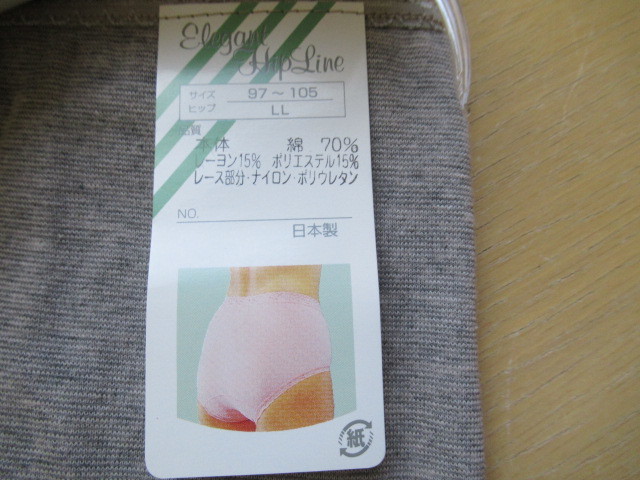 Elegant
Hip Line
サイズ 97～105
ヒップ LL
品質
本体 綿 70%
レーヨン15% ポリエステル15%
レース部分・ナイロン・ポリウレタン
NO.
日本製
紙